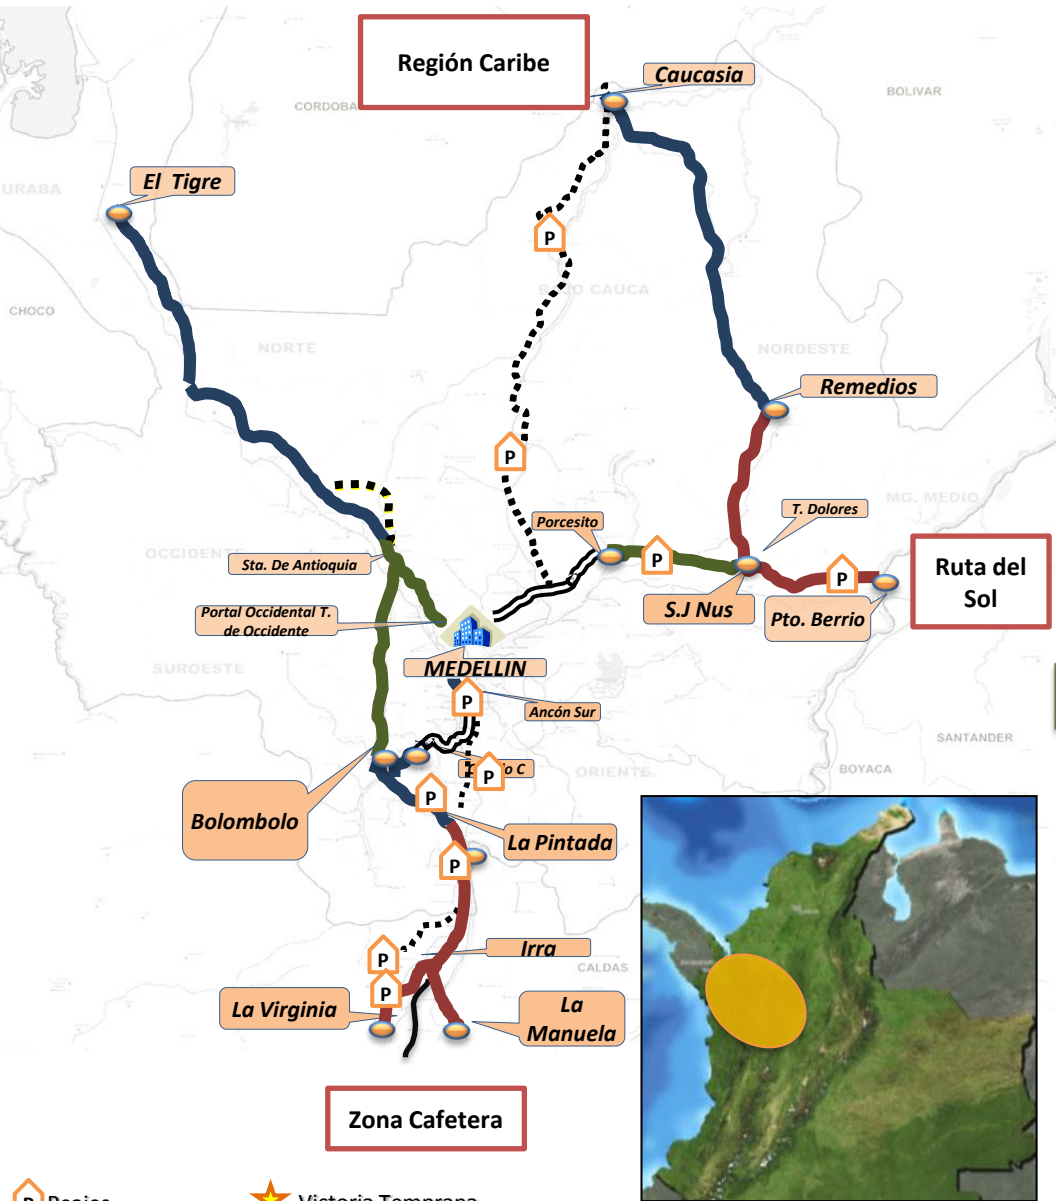 Región Caribe
Caucasia
CORDOBA
BOLIVAR
El Tigre
URABA
P
BAJO CAUCA
CHOCO
NORTE
NORDESTE
Remedios
P
MG. MEDIO
T. Dolores
Porcesito
OCCIDENTE
Sta. De Antioquia
P
P
Ruta del
Sol
S.J Nus
Pto. Berrio
Portal Occidental T.
de Occidente
SUROESTE
MEDELLIN
P
Ancón Sur
SANTANDER
P
ORIENTE
BOYACA
P
Bolombolo
La Pintada
P
Irra
P
CALDAS
P
La Virginia
La
Manuela
Zona Cafetera
P Peajes
Victoria Temprana